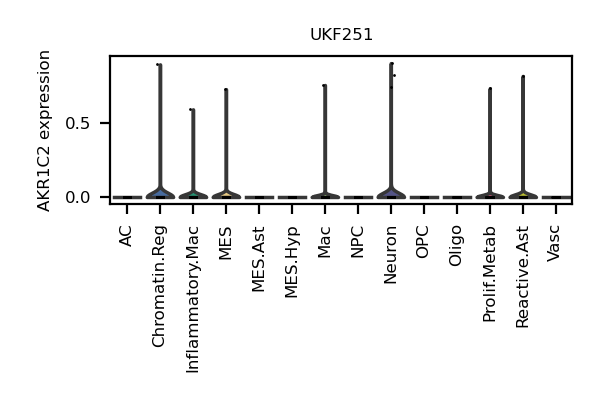 UKF251
AKR1C2 expression
0.5
0.0
AC
Chromatin.Reg
Inflammatory.Mac
MES
MES.Ast
MES.Hyp
Mac
NPC
Neuron
OPC
Oligo
Prolif.Metab
Reactive.Ast
Vasc